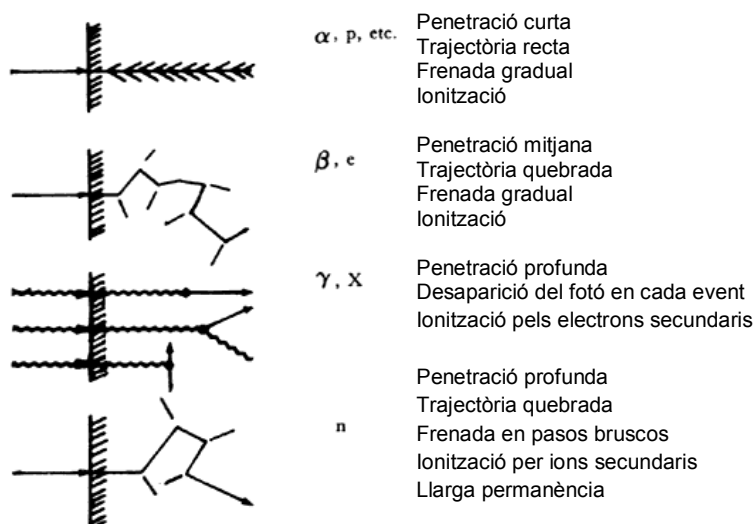 α, p, etc.
Penetració curta
Trajectòria recta
Frenada gradual
Ionització
β, e
Penetració mitjana
Trajectòria quebrada
Frenada gradual
Ionització
γ, X
Penetració profunda
Desaparició del fotó en cada event
Ionització pels electrons secundaris
n
Penetració profunda
Trajectòria quebrada
Frenada en pasos bruscos
Ionització per ions secundaris
Llarga permanència